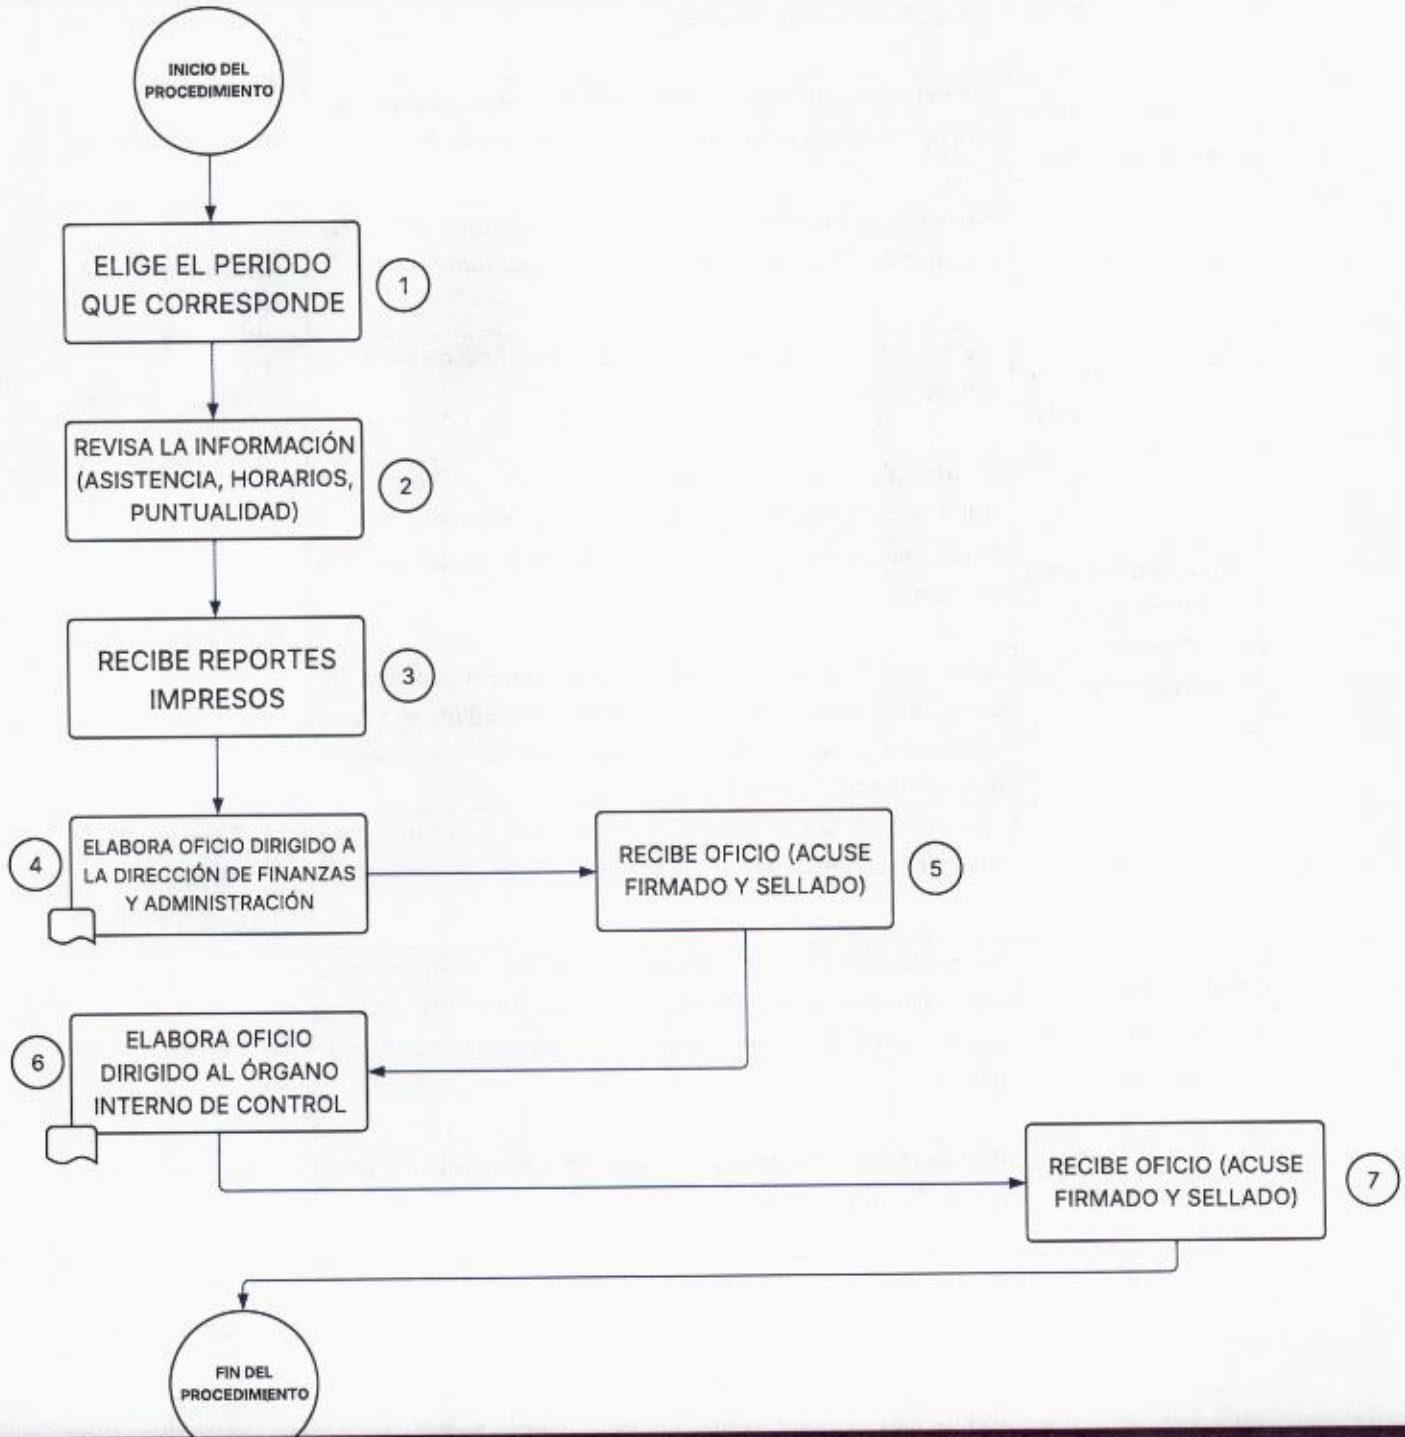 INICIO DEL
PROCEDIMIENTO
ELIGE EL PERIODO
QUE CORRESPONDE
1
REVISA LA INFORMACIÓN
(ASISTENCIA, HORARIOS,
PUNTUALIDAD)
2
RECIBE REPORTES
IMPRESOS
3
4
ELABORA OFICIO DIRIGIDO A
LA DIRECCIÓN DE FINANZAS
Y ADMINISTRACIÓN
RECIBE OFICIO (ACUSE
FIRMADO Y SELLADO)
5
6
ELABORA OFICIO
DIRIGIDO AL ÓRGANO
INTERNO DE CONTROL
RECIBE OFICIO (ACUSE
FIRMADO Y SELLADO)
7
FIN DEL
PROCEDIMIENTO